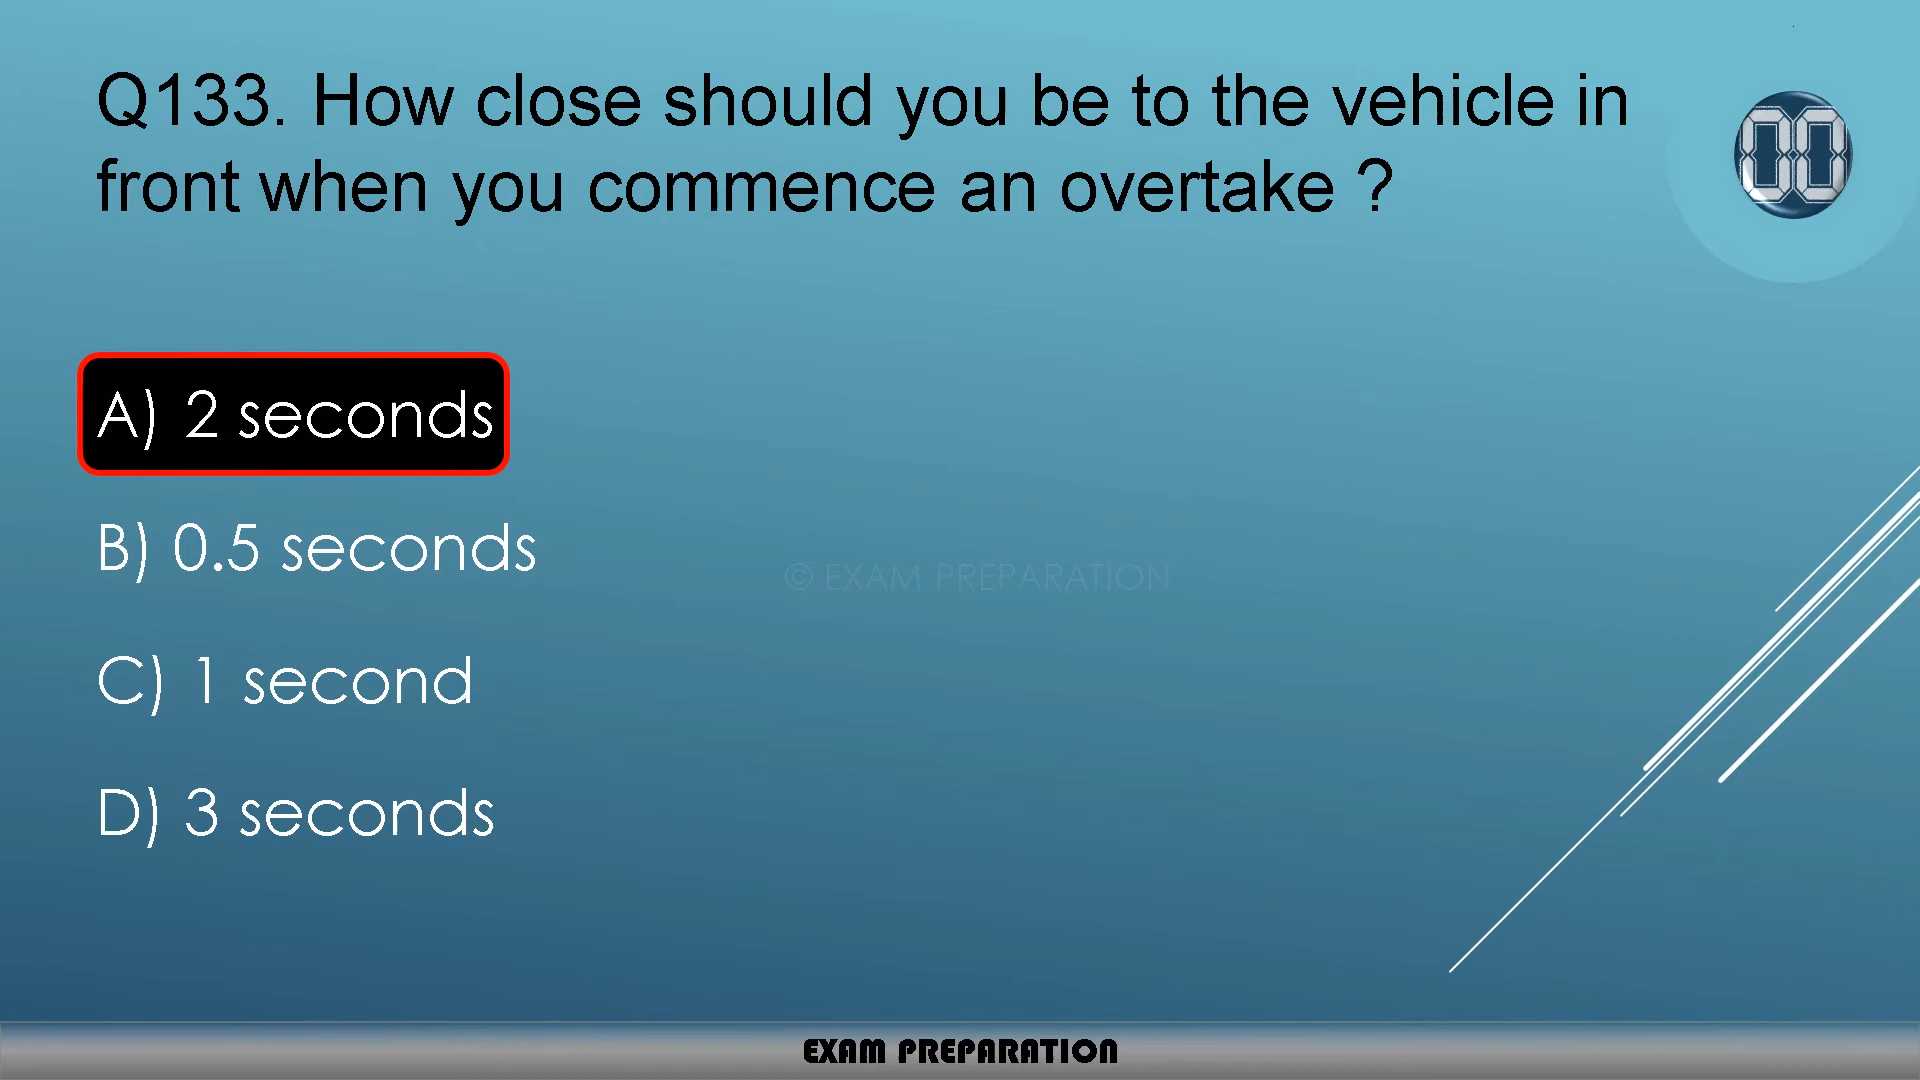 Q133. How close should you be to the vehicle in
00
front when you commence an overtake ?
A) 2 seconds
B) 0.5 seconds
© EXAM PREPARATION
C) 1 second
D) 3 seconds
EXAM PREPARATION